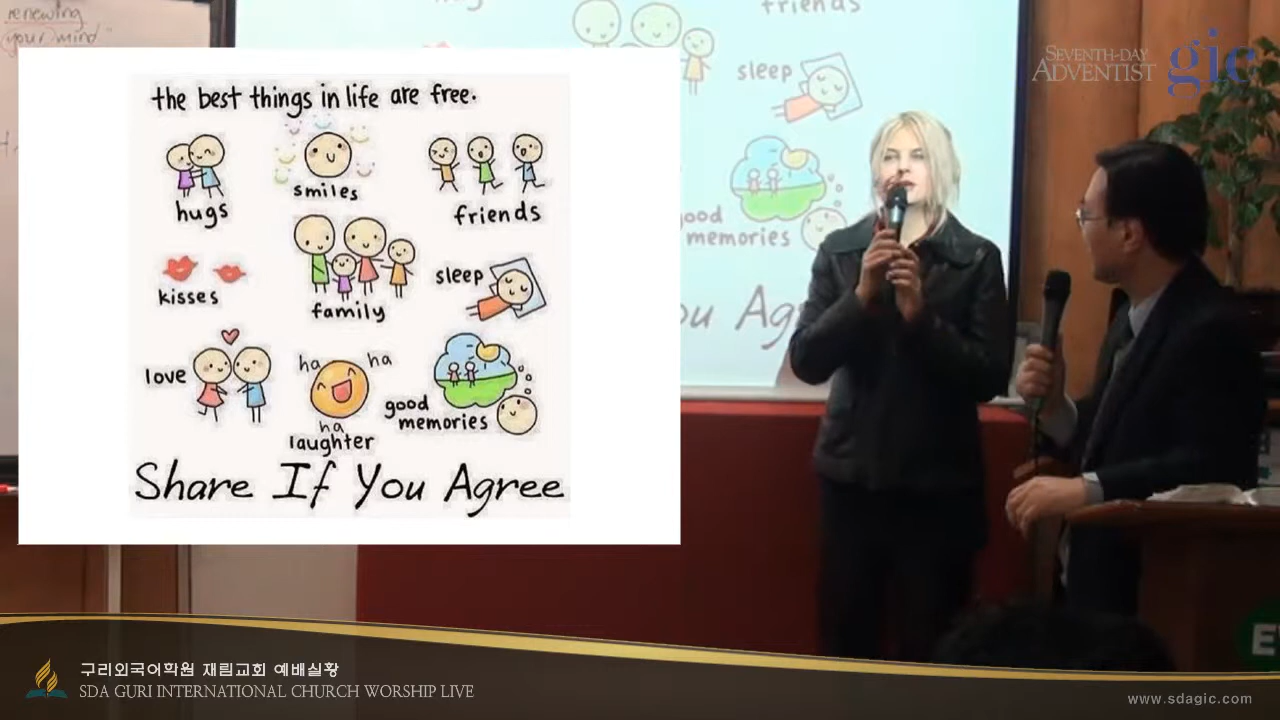 renewing
your mind"
friends
sleep
good
memories
ou Ag
SEVENTH-DAY
ADVENTIST
gic
the best things in life are free.
hugs
smiles
friends
kisses
family
sleep
love
ha
ha
ha
laughter
good
memories
Share If You Agree
구리외국어학원 재림교회 예배실황
SDA GURI INTERNATIONAL CHURCH WORSHIP LIVE
www.sdagic.com